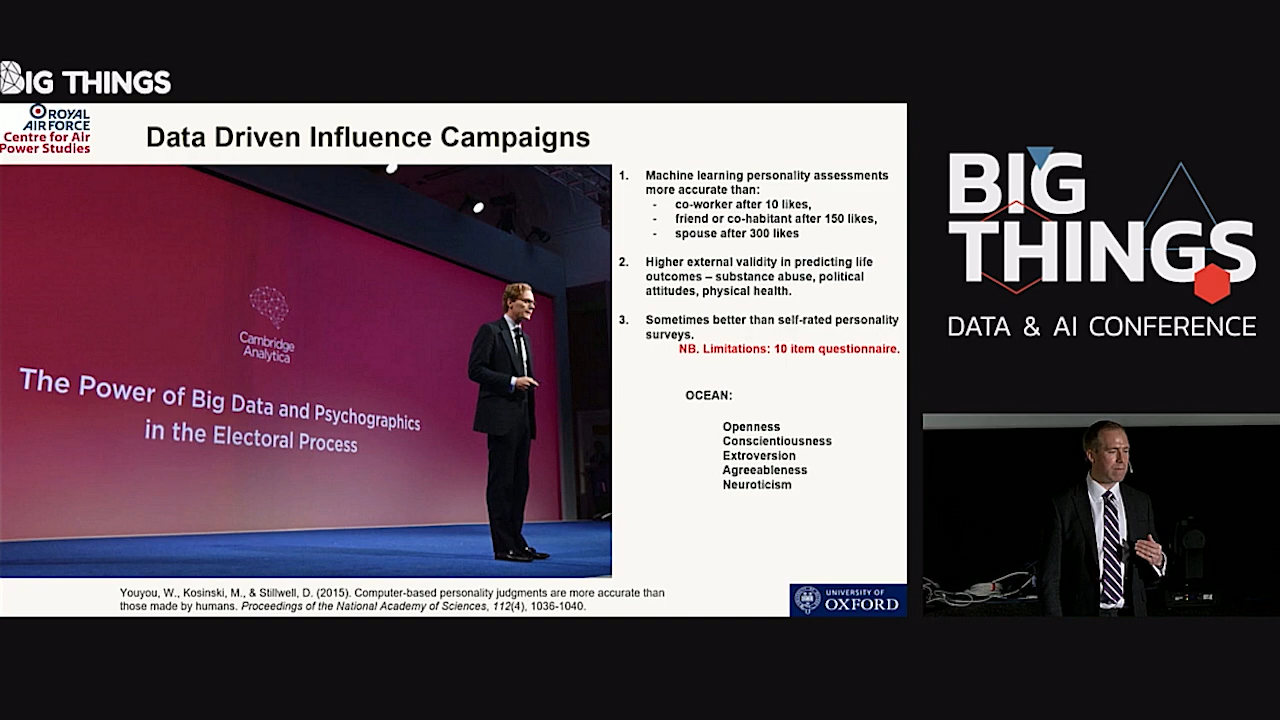 BIG THINGS
ROYAL
AIR FORCE
Centre for Air
Power Studies
Data Driven Influence Campaigns
Cambridge
Analytica
The Power of Big Data and Psychographics
in the Electoral Process
1. Machine learning personality assessments
more accurate than:
- co-worker after 10 likes,
- friend or co-habitant after 150 likes,
- spouse after 300 likes
2. Higher external validity in predicting life
outcomes – substance abuse, political
attitudes, physical health.
3. Sometimes better than self-rated personality
surveys.
NB. Limitations: 10 item questionnaire.
OCEAN:
Openness
Conscientiousness
Extroversion
Agreeableness
Neuroticism
Youyou, W., Kosinski, M., & Stillwell, D. (2015). Computer-based personality judgments are more accurate than
those made by humans. Proceedings of the National Academy of Sciences, 112(4), 1036-1040.
UNIVERSITY OF
OXFORD
BIG
THINGS
DATA & AI CONFERENCE